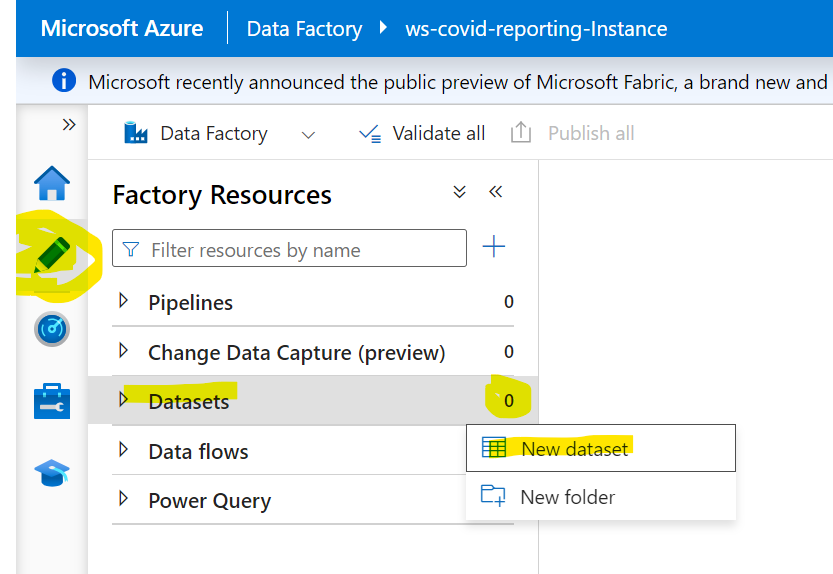 Microsoft Azure Data Factory ws-covid-reporting-Instance
Microsoft recently announced the public preview of Microsoft Fabric, a brand new and
Data Factory Validate all Publish all
Factory Resources
Filter resources by name
Pipelines 0
Change Data Capture (preview) 0
Datasets 0
New dataset
Data flows
New folder
Power Query